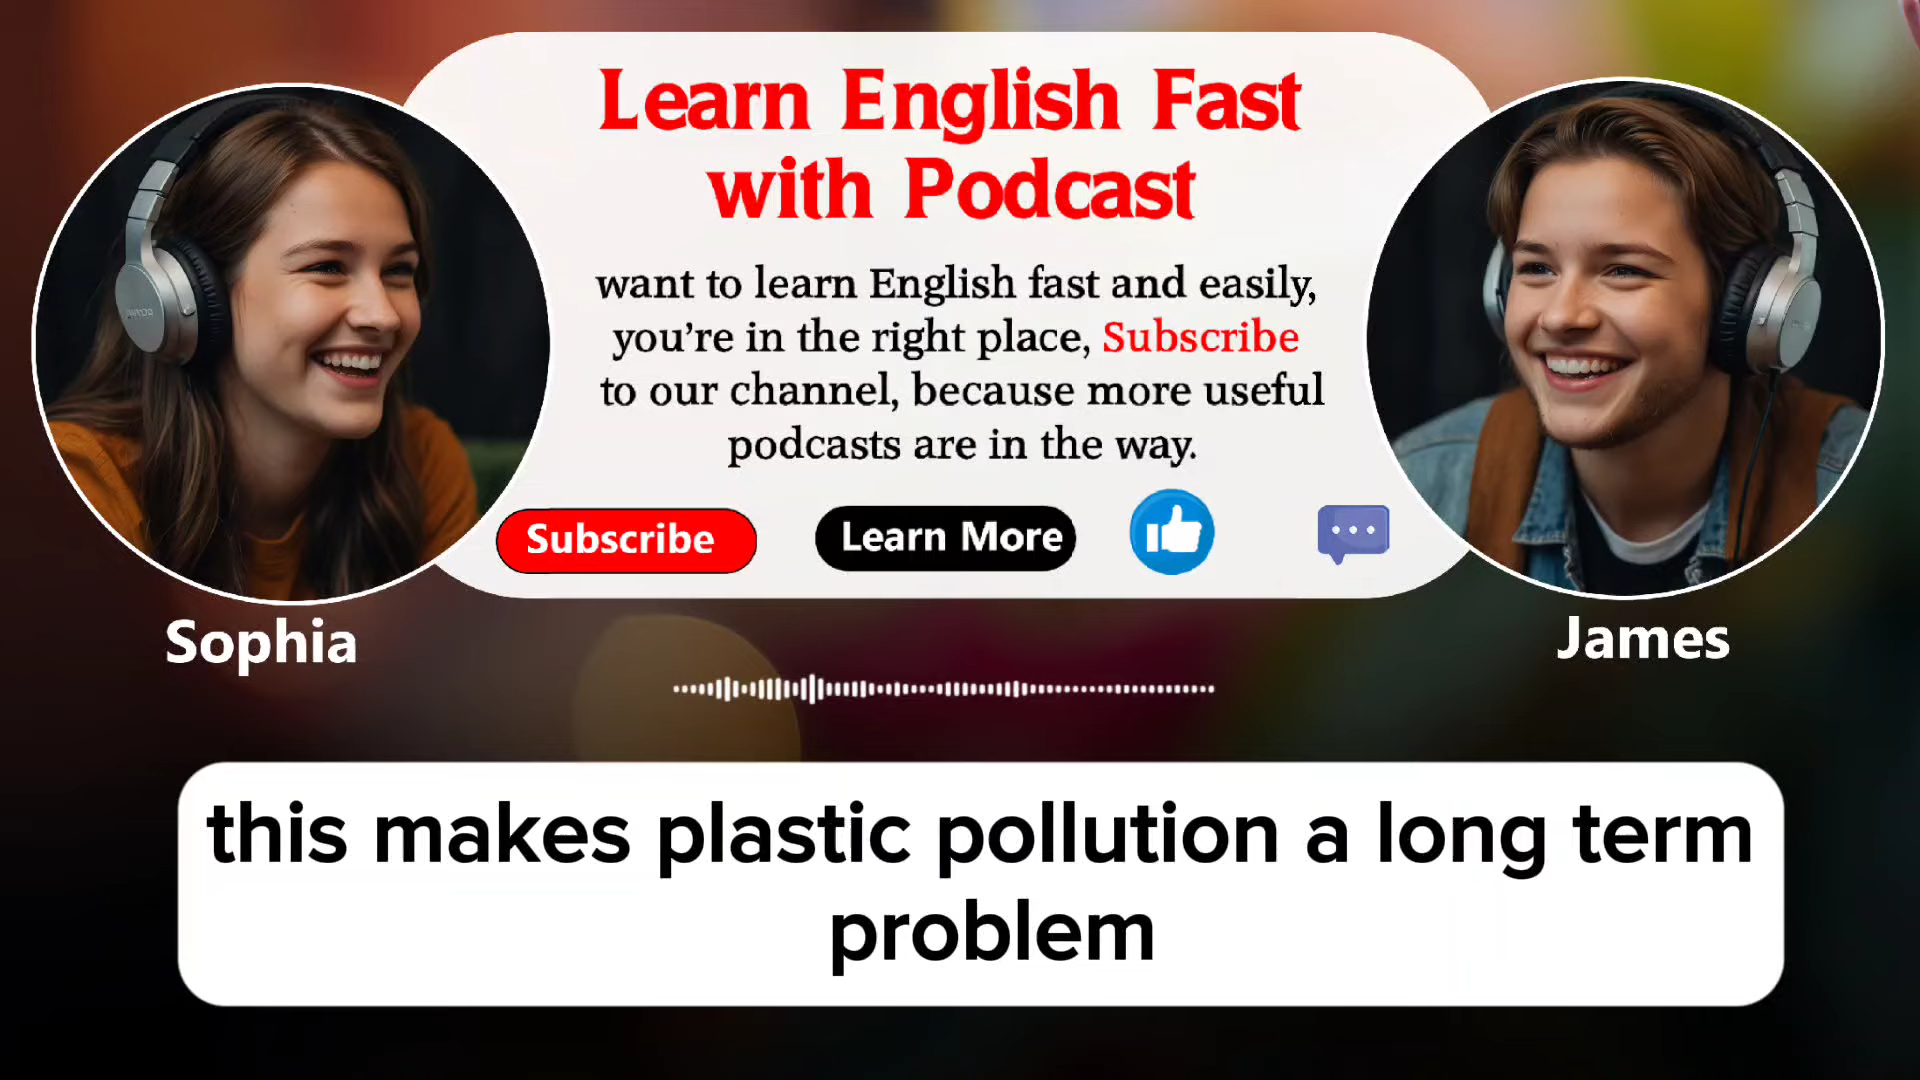 Learn English Fast
with Podcast
want to learn English fast and easily,
you're in the right place, Subscribe
to our channel, because more useful
podcasts are in the way.
Subscribe
Learn More
Sophia
James
this makes plastic pollution a long term
problem